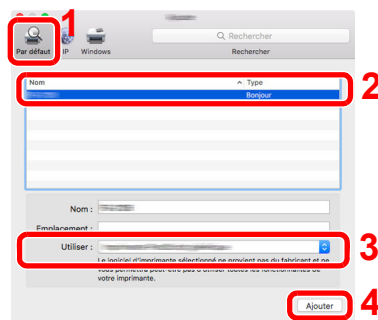 1
Rechercher
Par défaut IP Windows Rechercher
Nom Type
Bonjour
2
Nom :
Emplacement :
Utiliser :
3
Le logiciel d'imprimante sélectionné ne provient pas du fabricant et ne
vous permettra peut-être pas d'utiliser toutes les fonctionnalités de
votre imprimante.
Ajouter
4